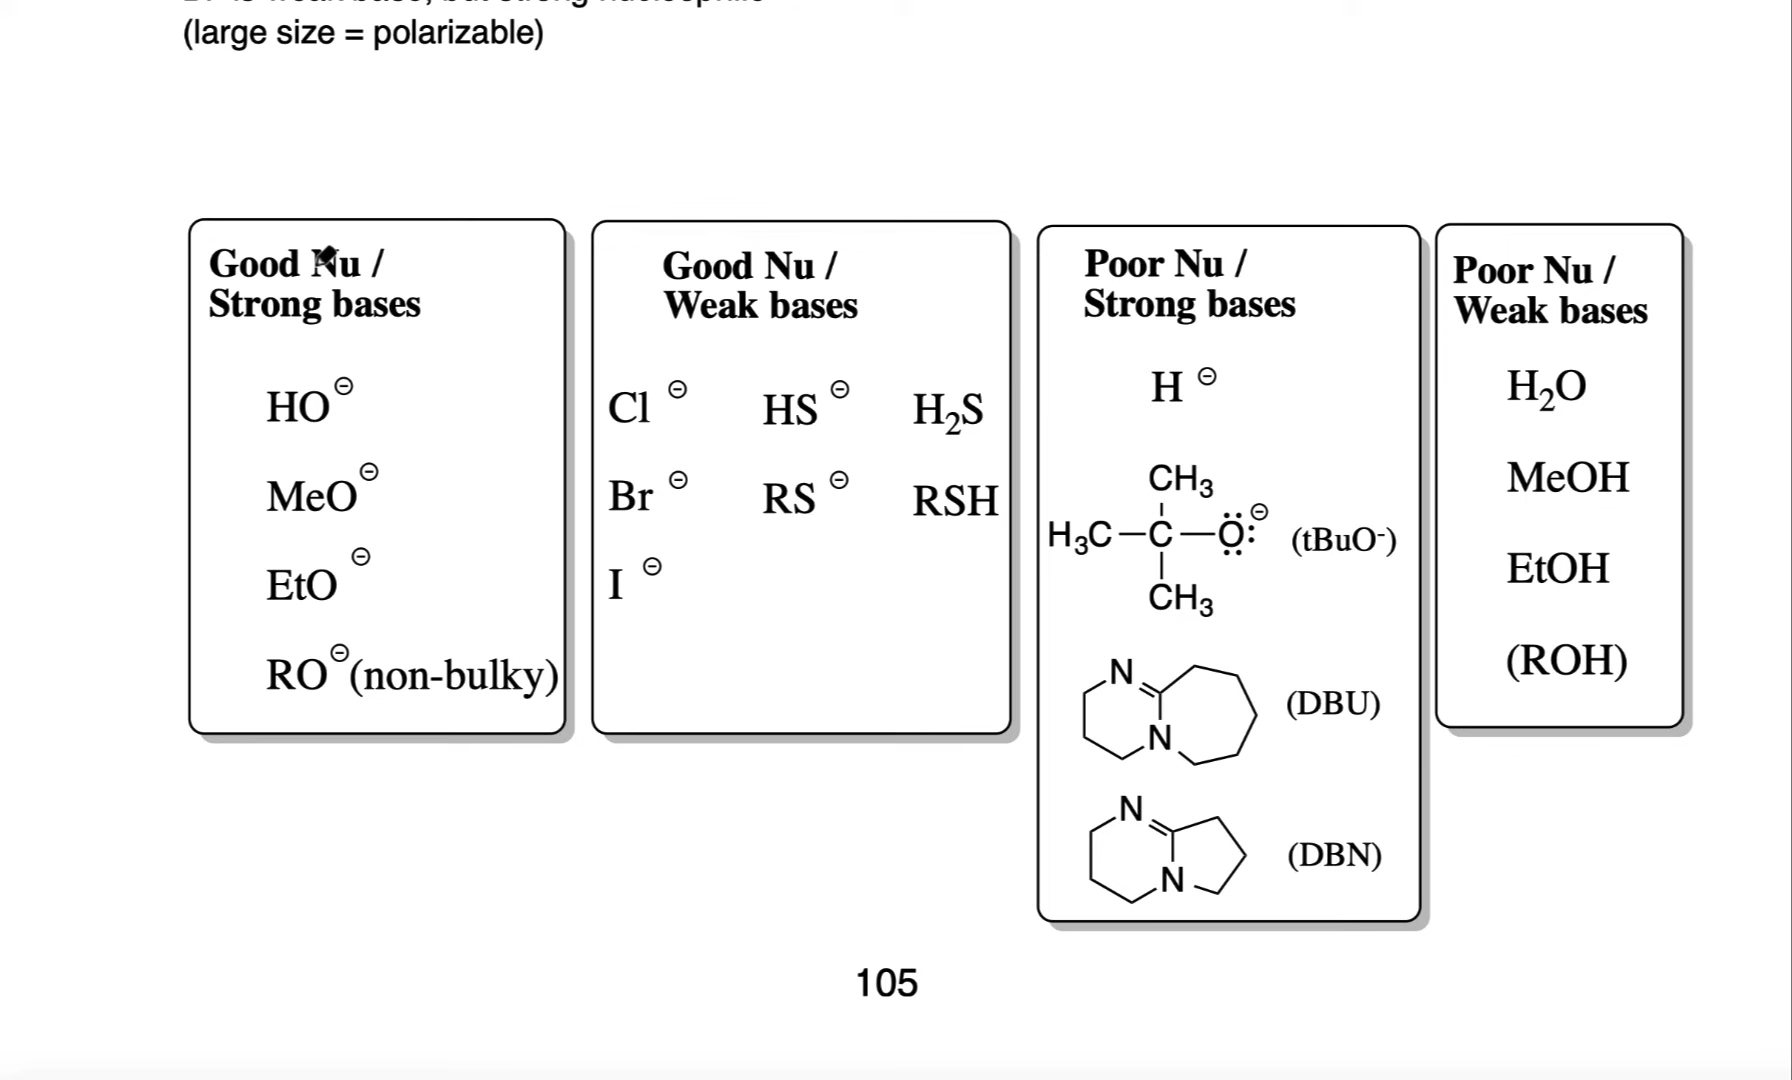 (large size = polarizable)
Good Nu /
Strong bases
HO⊖
MeO⊖
EtO⊖
RO⊖(non-bulky)
Good Nu /
Weak bases
Cl⊖ HS⊖ H₂S
Br⊖ RS⊖ RSH
I⊖
Poor Nu /
Strong bases
H⊖
CH₃
H₃C—C—O:⊖ (tBuO⁻)
CH₃
N
N
(DBU)
N
N
(DBN)
Poor Nu /
Weak bases
H₂O
MeOH
EtOH
(ROH)
105